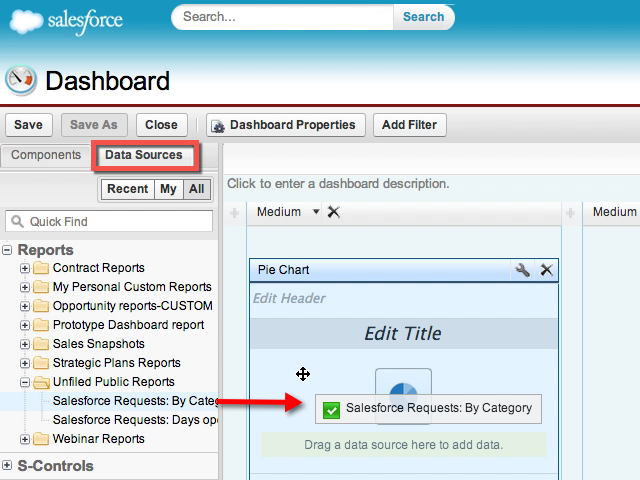 salesforce
Search...
Search
Dashboard
Save
Save As
Close
Dashboard Properties
Add Filter
Components
Data Sources
Recent
My
All
Click to enter a dashboard description.
Quick Find
Medium
Medium
Reports
Pie Chart
Contract Reports
My Personal Custom Reports
Edit Header
Opportunity reports-CUSTOM
Prototype Dashboard report
Edit Title
Sales Snapshots
Strategic Plans Reports
Unfiled Public Reports
Salesforce Requests: By Categ
Salesforce Requests: By Category
Salesforce Requests: Days ope
Webinar Reports
Drag a data source here to add data.
S-Controls